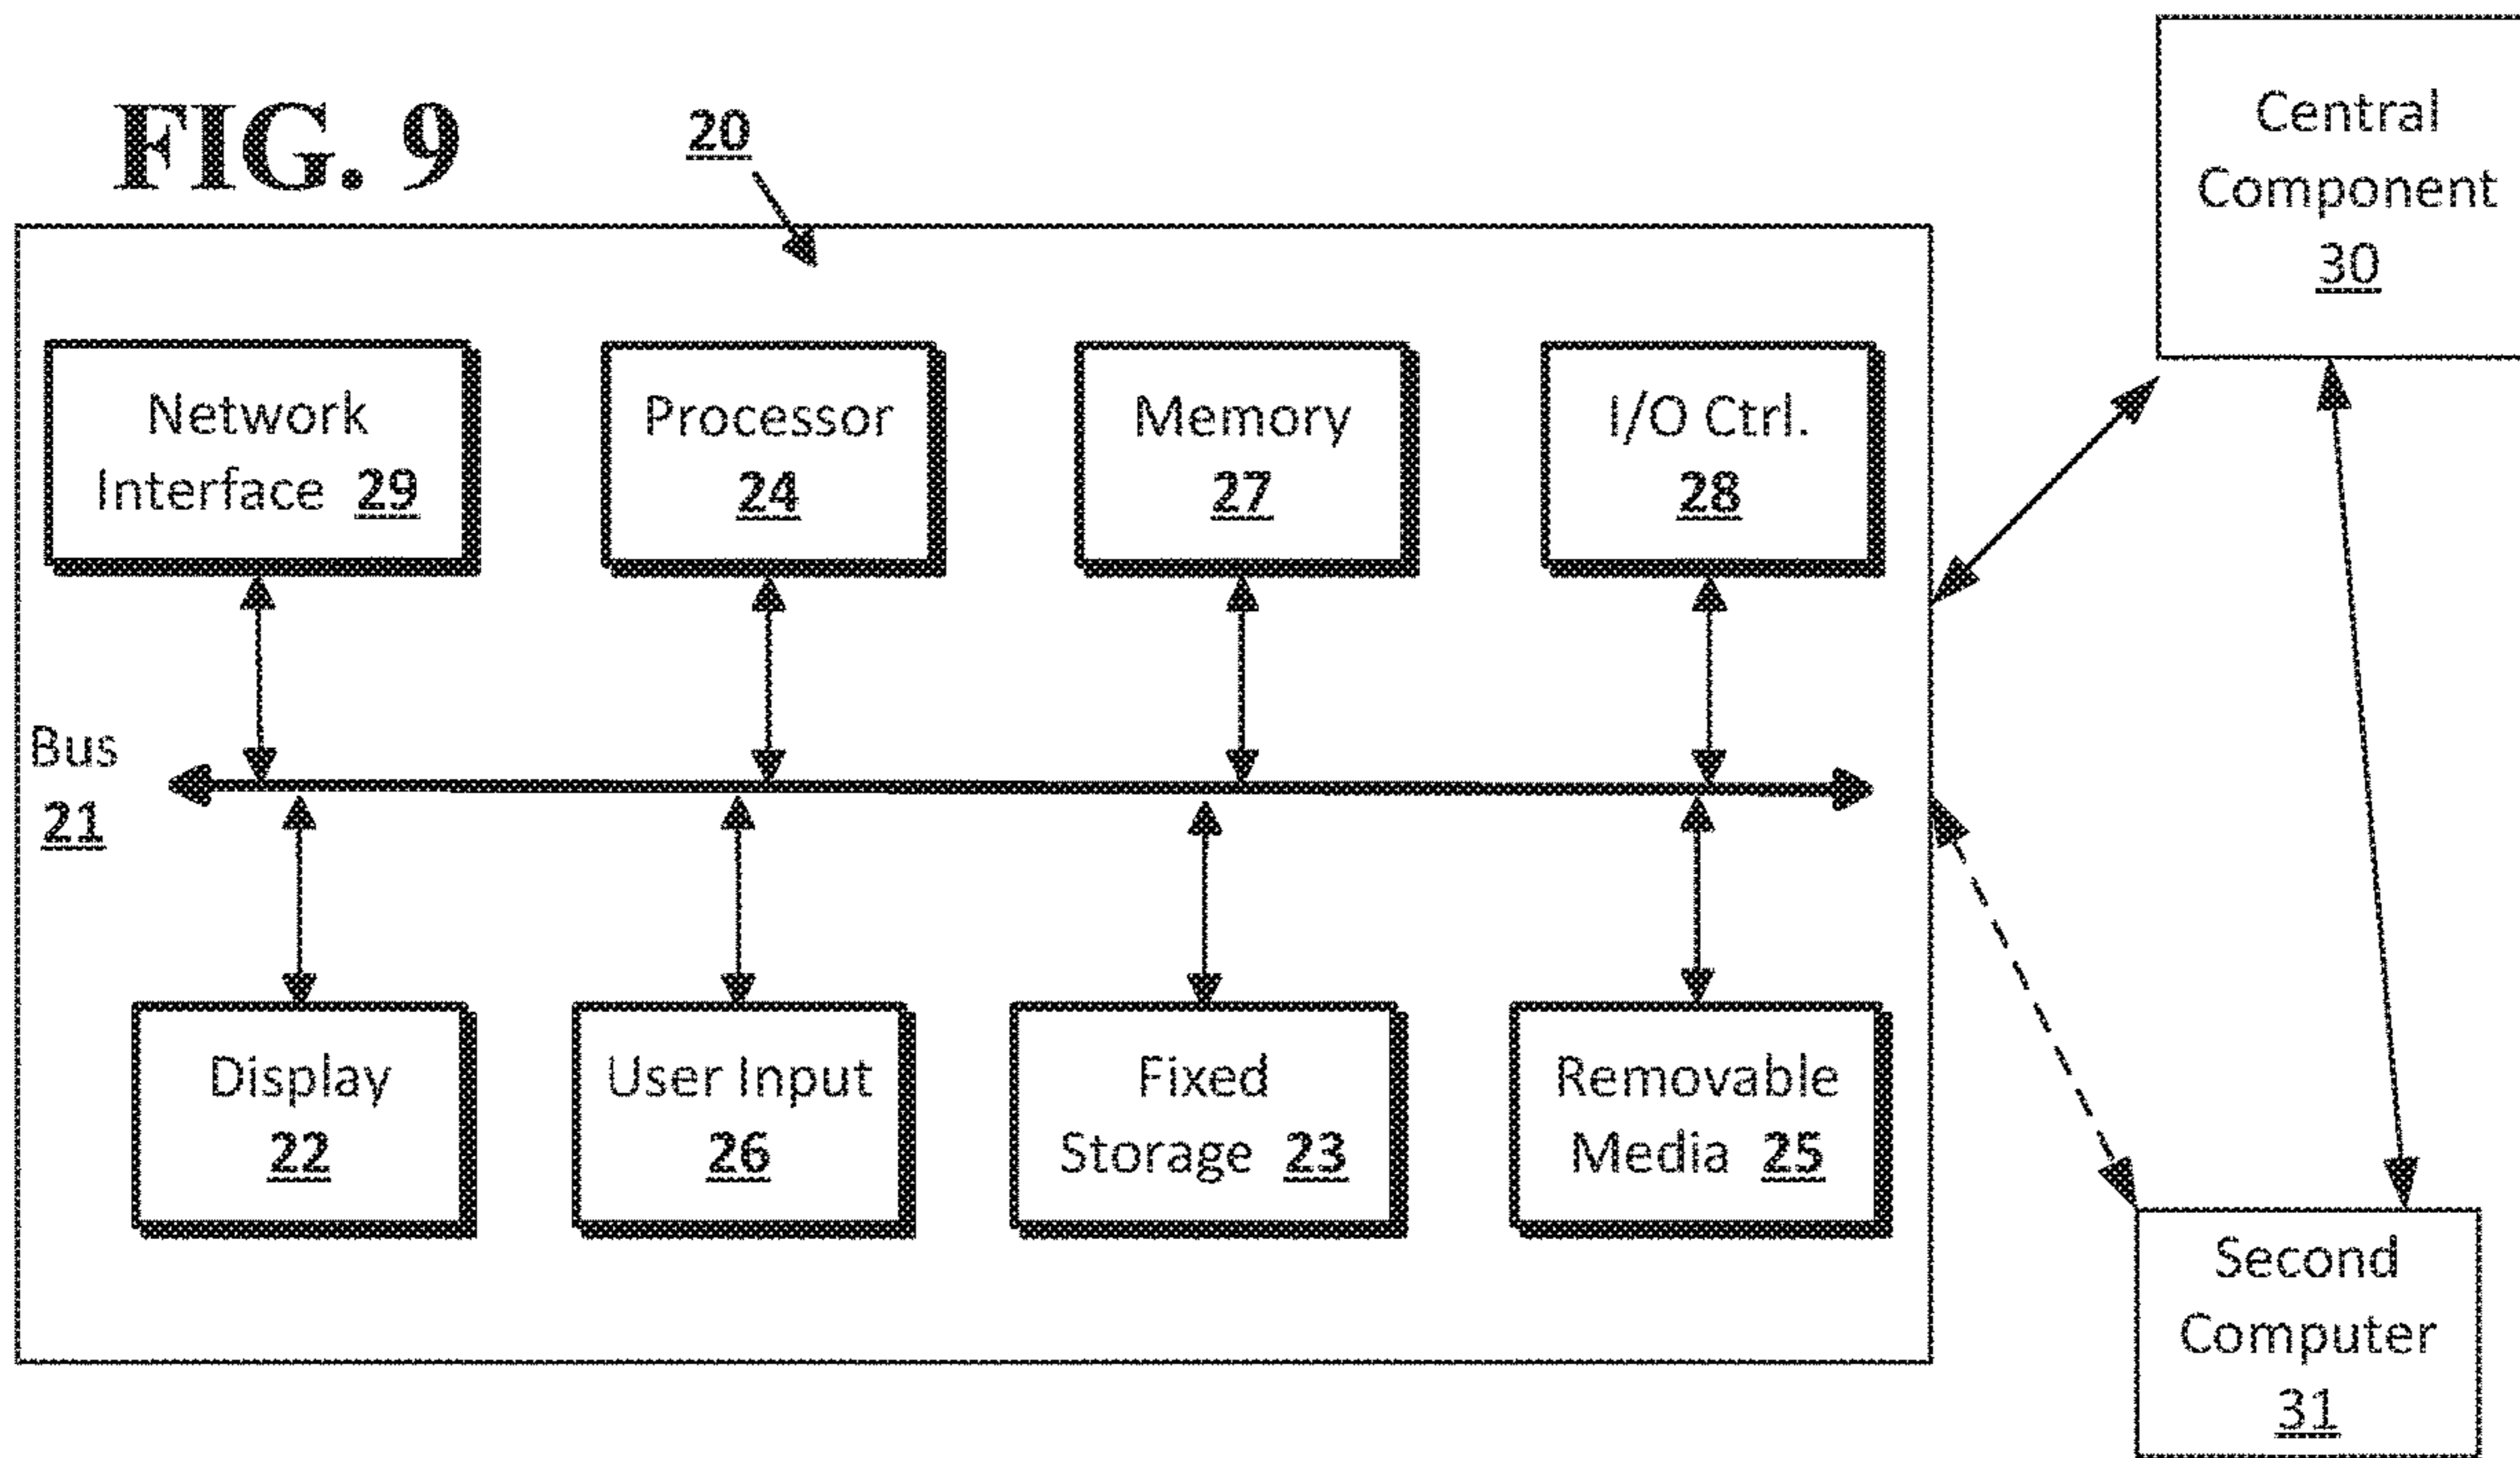 FIG. 9
20
Central
Component
30
Network
Interface 29
Processor
24
Memory
27
I/O Ctrl.
28
Bus
21
Display
22
User Input
26
Fixed
Storage 23
Removable
Media 25
Second
Computer
31